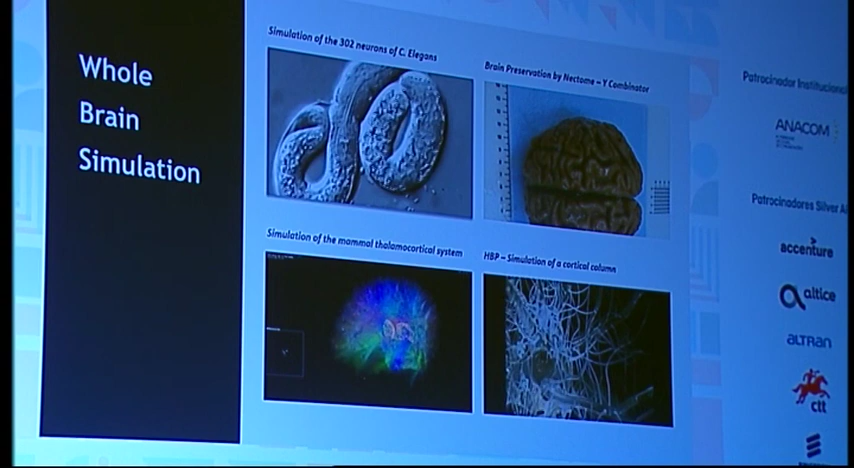 Whole
Brain
Simulation
Simulation of the 302 neurons of C. Elegans
Brain Preservation by Nectome – Y Combinator
Simulation of the mammal thalamocortical system
HBP – Simulation of a cortical column
Patrocinador Institucional
ANACOM
Patrocinadores Silver
accenture
altice
altran
ctt